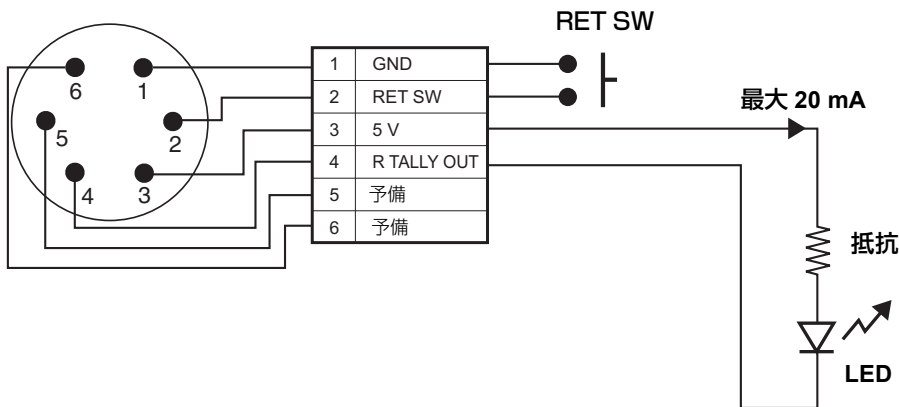 RET SW
6
1
5
2
4
3
1 GND
2 RET SW
3 5 V
4 R TALLY OUT
5 予備
6 予備
最大 20 mA
抵抗
LED